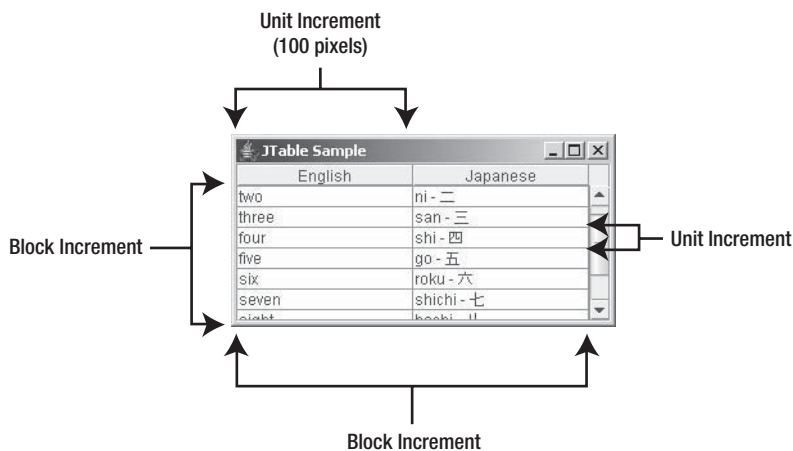 Unit Increment
(100 pixels)
JTable Sample
English Japanese
two ni - 二
three san - 三
four shi - 四
five go - 五
six roku - 六
seven shichi - 七
Block Increment
Unit Increment
Block Increment